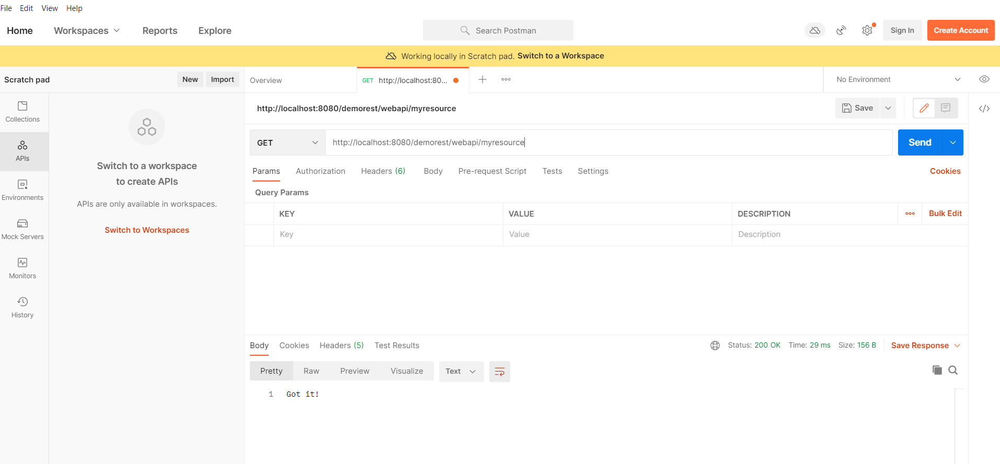 File Edit View Help
Home Workspaces Reports Explore Search Postman Sign In Create Account
Working locally in Scratch pad. Switch to a Workspace
Scratch pad New Import Overview GET http://localhost:80... No Environment
http://localhost:8080/demorest/webapi/myresource Save
Collections
GET http://localhost:8080/demorest/webapi/myresource Send
APIs
Switch to a workspace
to create APIs
APIs are only available in workspaces.
Switch to Workspaces
Environments
Mock Servers
Monitors
History
Params Authorization Headers (6) Body Pre-request Script Tests Settings Cookies
Query Params
KEY VALUE DESCRIPTION Bulk Edit
Key Value Description
Body Cookies Headers (5) Test Results Status: 200 OK Time: 29 ms Size: 156 B Save Response
Pretty Raw Preview Visualize Text
1 Got it!